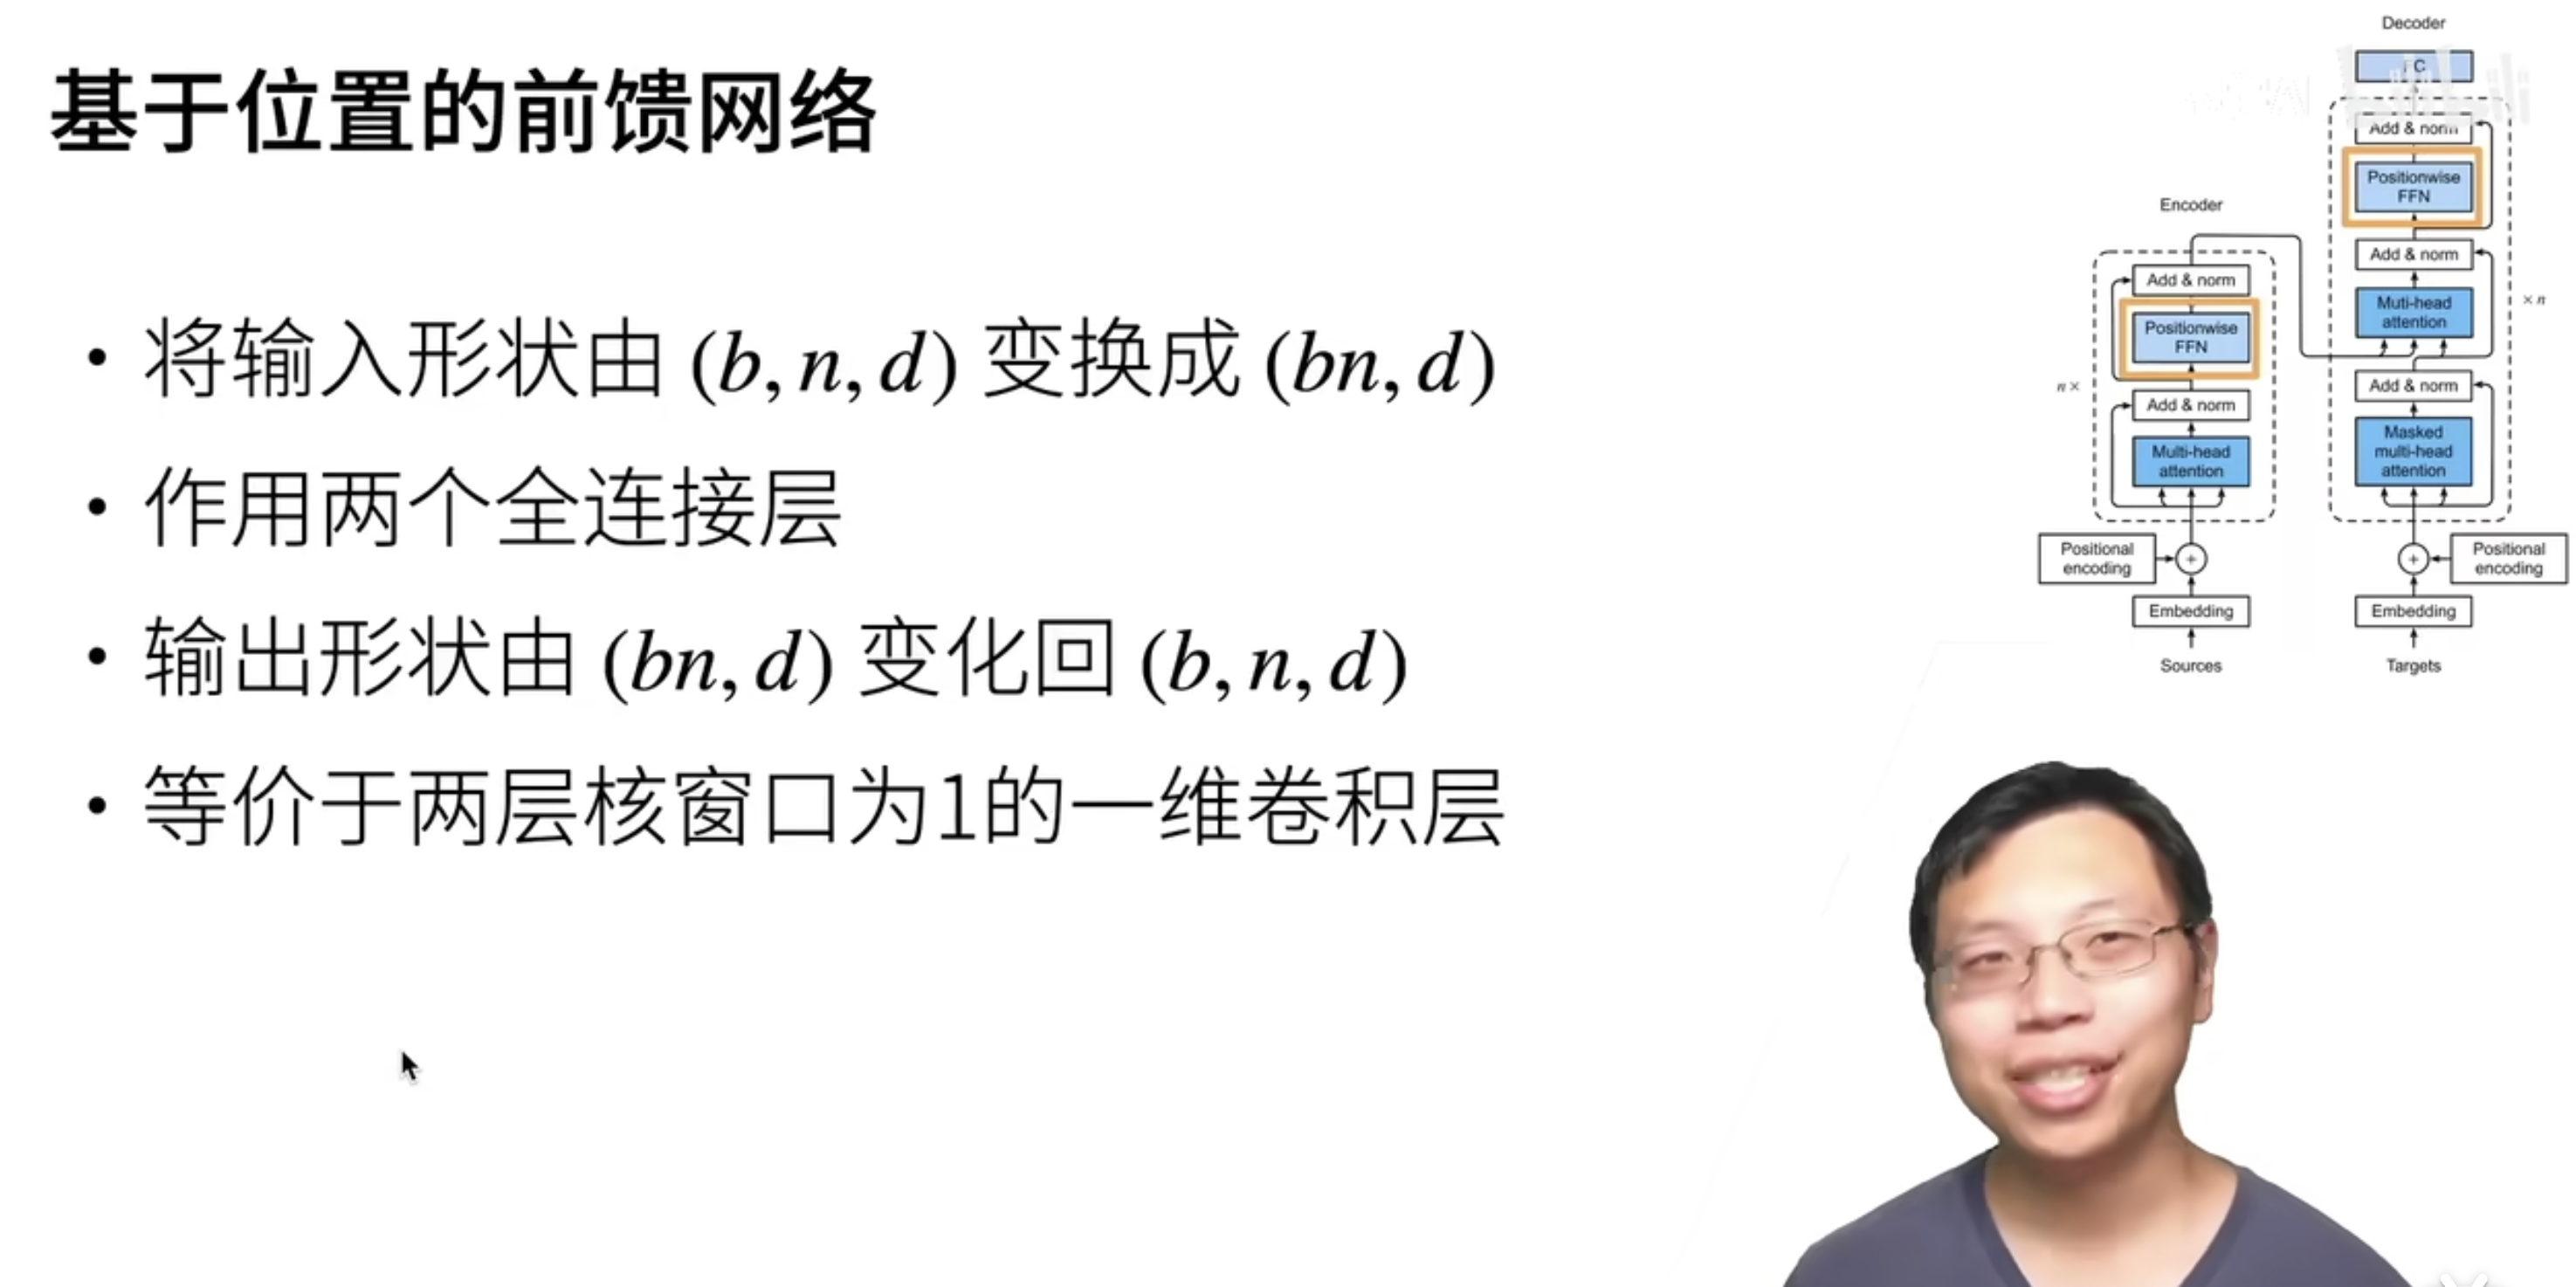 基于位置的前馈网络
• 将输入形状由 (b, n, d) 变换成 (bn, d)
• 作用两个全连接层
• 输出形状由 (bn, d) 变化回 (b, n, d)
• 等价于两层核窗口为1的一维卷积层
Decoder
FC
Add & norm
Positionwise
FFN
Add & norm
Muti-head
attention
× n
Add & norm
Masked
multi-head
attention
Positional
encoding
+
Embedding
Targets
Encoder
Add & norm
Positionwise
FFN
n ×
Add & norm
Multi-head
attention
Positional
encoding
+
Embedding
Sources